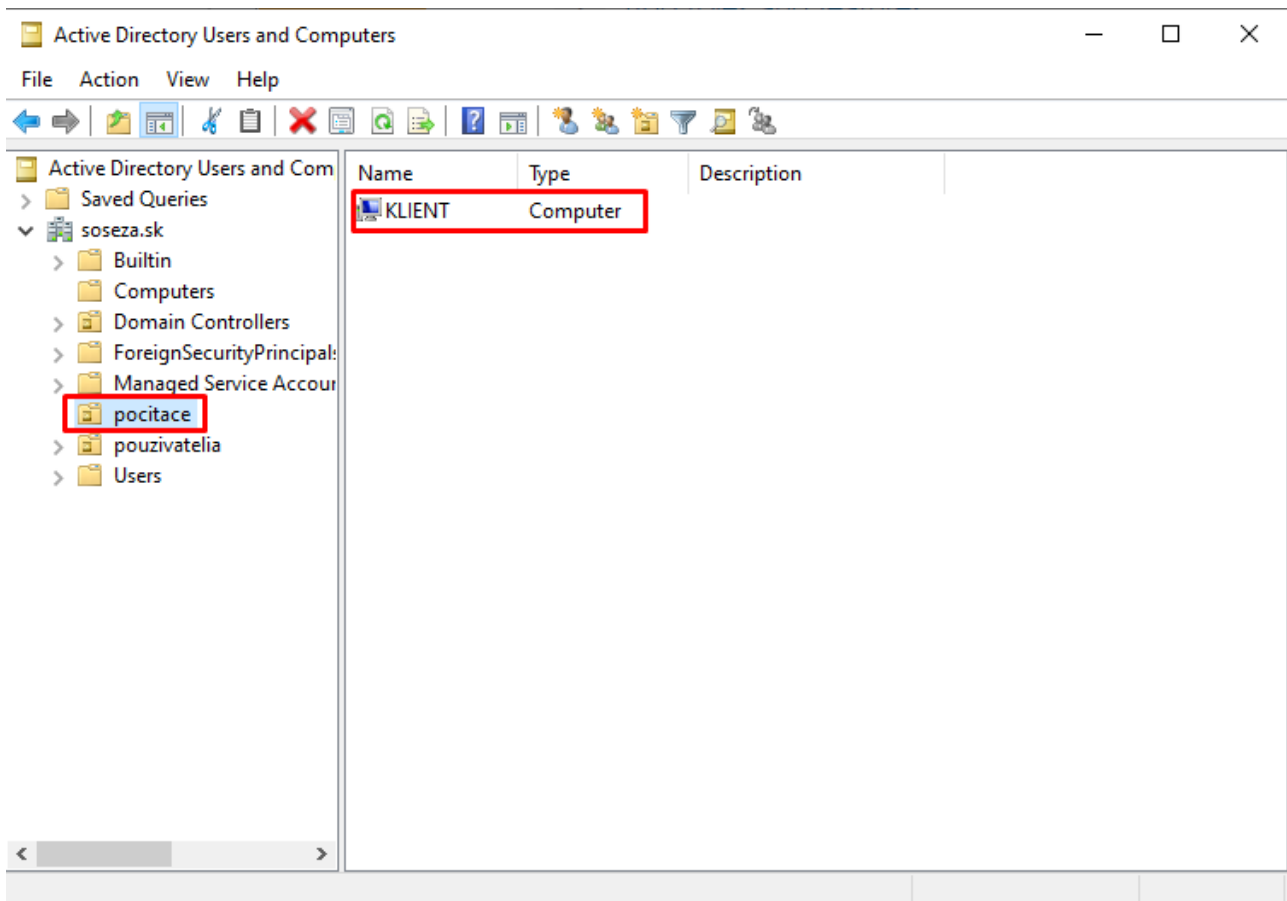 Active Directory Users and Computers
File Action View Help
Active Directory Users and Com
Saved Queries
soseza.sk
Builtin
Computers
Domain Controllers
ForeignSecurityPrincipals
Managed Service Accour
pocitace
pouzivatelia
Users
Name Type Description
KLIENT Computer